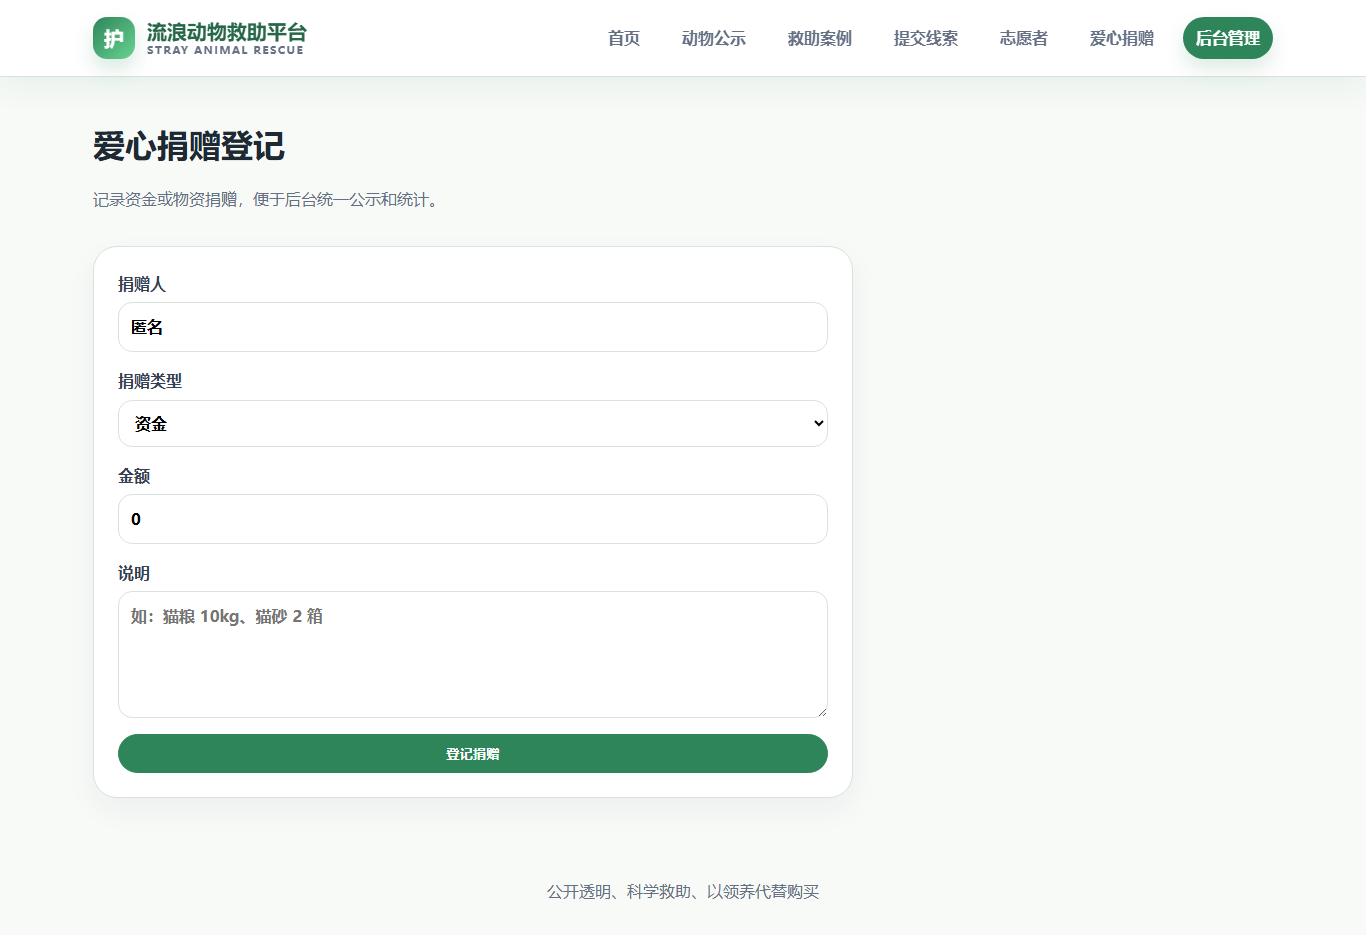 护
流浪动物救助平台
STRAY ANIMAL RESCUE
首页 动物公示 救助案例 提交线索 志愿者 爱心捐赠 后台管理
爱心捐赠登记
记录资金或物资捐赠，便于后台统一公示和统计。
捐赠人
匿名
捐赠类型
资金
金额
0
说明
如：猫粮 10kg、猫砂 2 箱
登记捐赠
公开透明、科学救助、以领养代替购买